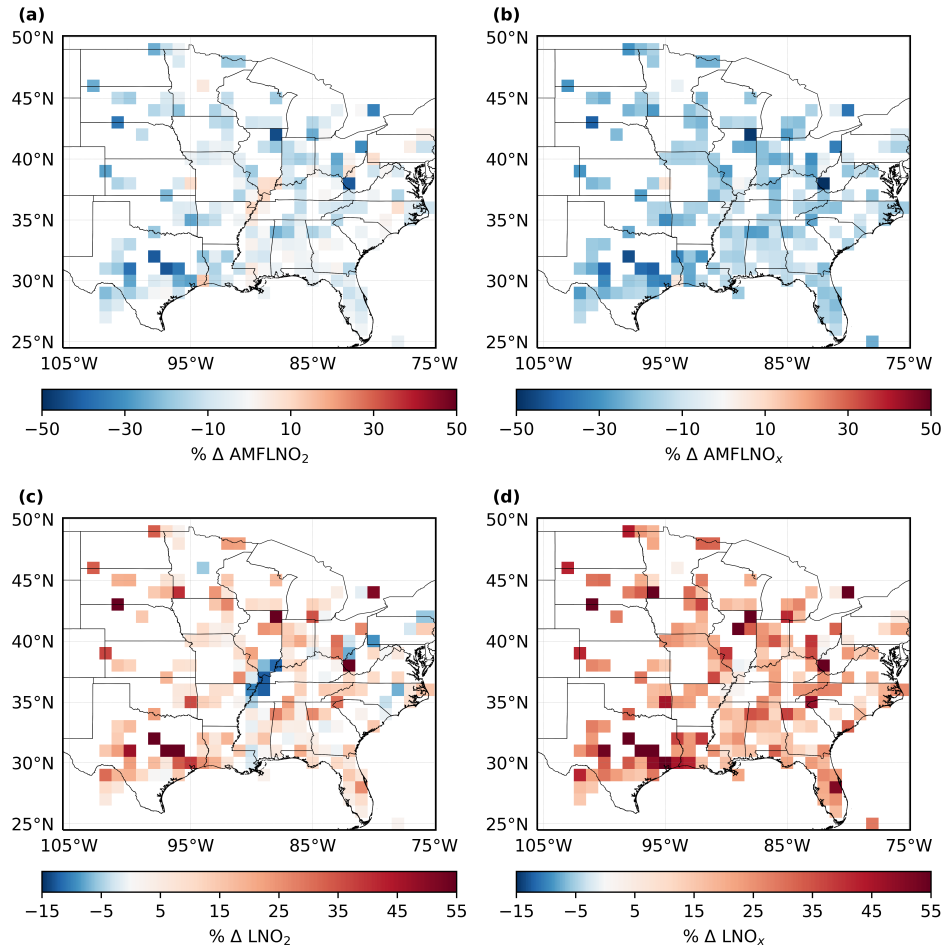 (a) (b)
50°N 50°N
45°N 45°N
40°N 40°N
35°N 35°N
30°N 30°N
25°N 25°N
105°W 95°W 85°W 75°W 105°W 95°W 85°W 75°W
−50 −30 −10 10 30 50 −50 −30 −10 10 30 50
% Δ AMFLNO₂ % Δ AMFLNOₓ
(c) (d)
50°N 50°N
45°N 45°N
40°N 40°N
35°N 35°N
30°N 30°N
25°N 25°N
105°W 95°W 85°W 75°W 105°W 95°W 85°W 75°W
−15 −5 5 15 25 35 45 55 −15 −5 5 15 25 35 45 55
% Δ LNO₂ % Δ LNOₓ